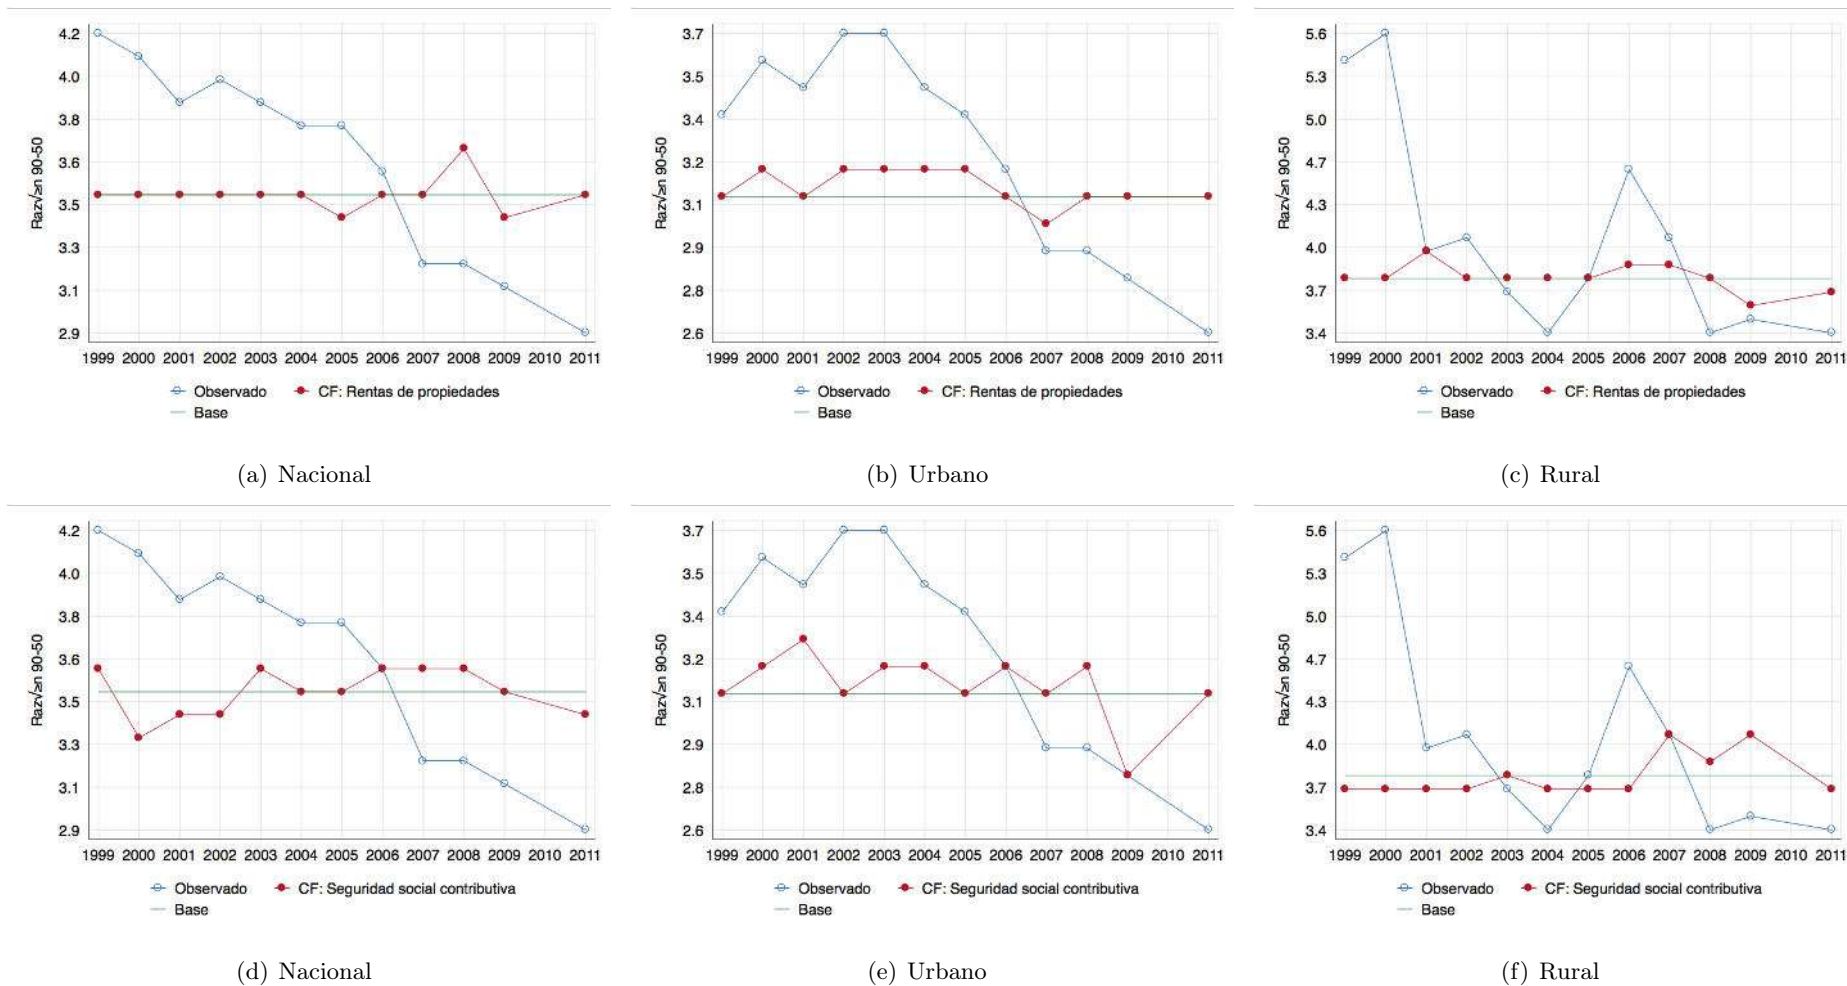 4.2
4.0
3.8
3.6
3.5
3.3
3.1
2.9
Raz√≥n 90-50
1999 2000 2001 2002 2003 2004 2005 2006 2007 2008 2009 2010 2011
Observado CF: Rentas de propiedades
Base
(a) Nacional
3.7
3.5
3.4
3.2
3.1
2.9
2.8
2.6
Raz√≥n 90-50
1999 2000 2001 2002 2003 2004 2005 2006 2007 2008 2009 2010 2011
Observado CF: Rentas de propiedades
Base
(b) Urbano
5.6
5.3
5.0
4.7
4.3
4.0
3.7
3.4
Raz√≥n 90-50
1999 2000 2001 2002 2003 2004 2005 2006 2007 2008 2009 2010 2011
Observado CF: Rentas de propiedades
Base
(c) Rural
4.2
4.0
3.8
3.6
3.5
3.3
3.1
2.9
Raz√≥n 90-50
1999 2000 2001 2002 2003 2004 2005 2006 2007 2008 2009 2010 2011
Observado CF: Seguridad social contributiva
Base
(d) Nacional
3.7
3.5
3.4
3.2
3.1
2.9
2.8
2.6
Raz√≥n 90-50
1999 2000 2001 2002 2003 2004 2005 2006 2007 2008 2009 2010 2011
Observado CF: Seguridad social contributiva
Base
(e) Urbano
5.6
5.3
5.0
4.7
4.3
4.0
3.7
3.4
Raz√≥n 90-50
1999 2000 2001 2002 2003 2004 2005 2006 2007 2008 2009 2010 2011
Observado CF: Seguridad social contributiva
Base
(f) Rural